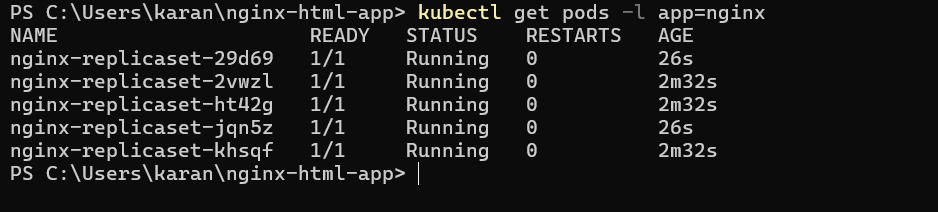 PS C:\Users\karan\nginx-html-app> kubectl get pods -l app=nginx
NAME READY STATUS RESTARTS AGE
nginx-replicaset-29d69 1/1 Running 0 26s
nginx-replicaset-2vwzl 1/1 Running 0 2m32s
nginx-replicaset-ht42g 1/1 Running 0 2m32s
nginx-replicaset-jqn5z 1/1 Running 0 26s
nginx-replicaset-khsqf 1/1 Running 0 2m32s
PS C:\Users\karan\nginx-html-app>